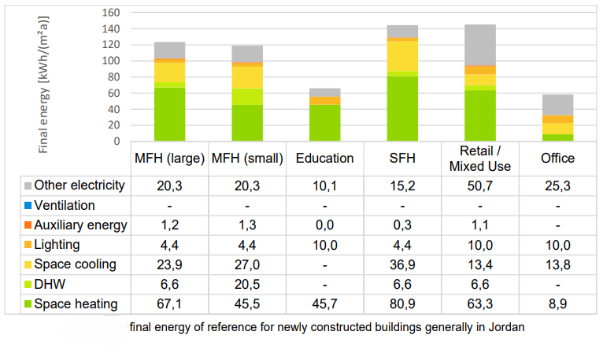 Final energy [kWh/(m²a)]
160
140
120
100
80
60
40
20
0
MFH (large) MFH (small) Education SFH Retail / Mixed Use Office
Other electricity 20,3 20,3 10,1 15,2 50,7 25,3
Ventilation - - - - - -
Auxiliary energy 1,2 1,3 0,0 0,3 1,1 -
Lighting 4,4 4,4 10,0 4,4 10,0 10,0
Space cooling 23,9 27,0 - 36,9 13,4 13,8
DHW 6,6 20,5 - 6,6 6,6 -
Space heating 67,1 45,5 45,7 80,9 63,3 8,9
final energy of reference for newly constructed buildings generally in Jordan